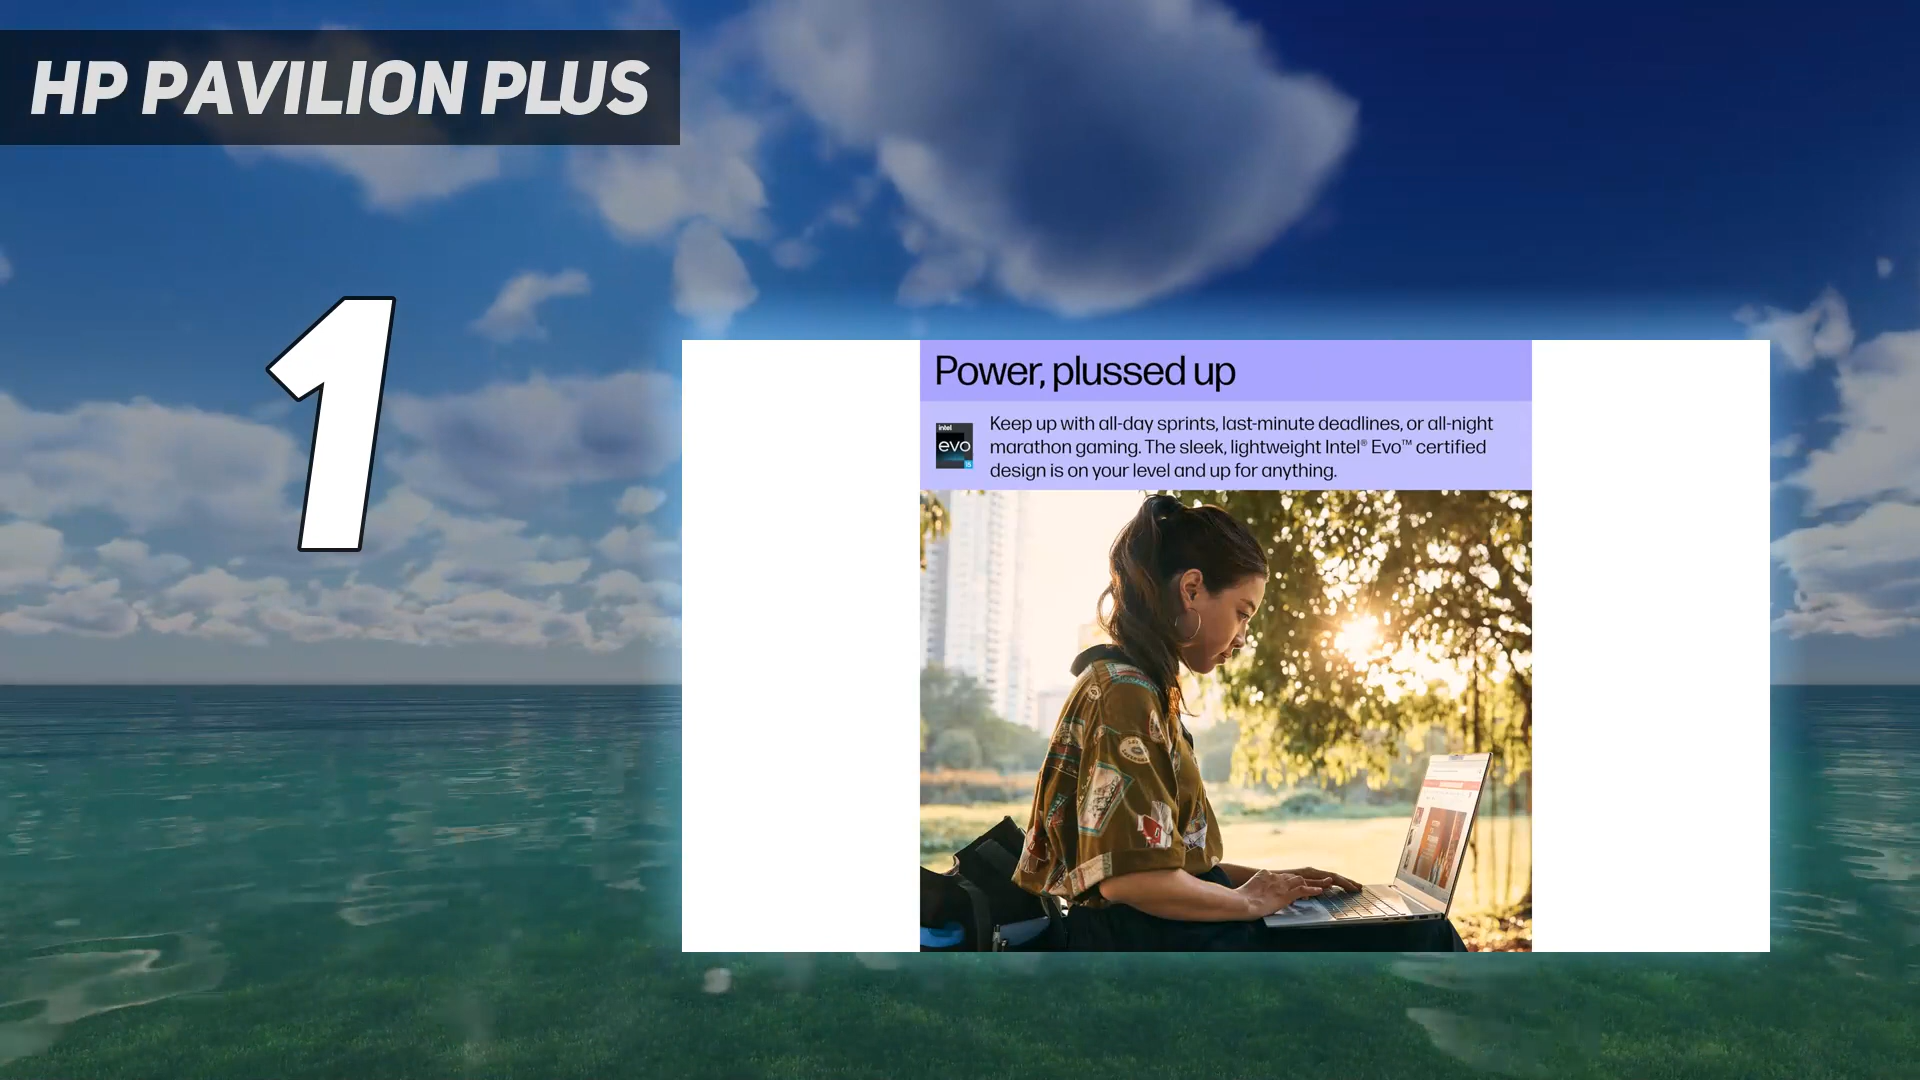 HP PAVILION PLUS
1
Power, plussed up
Keep up with all-day sprints, last-minute deadlines, or all-night
marathon gaming. The sleek, lightweight Intel® Evo™ certified
design is on your level and up for anything.
intel
evo
i5